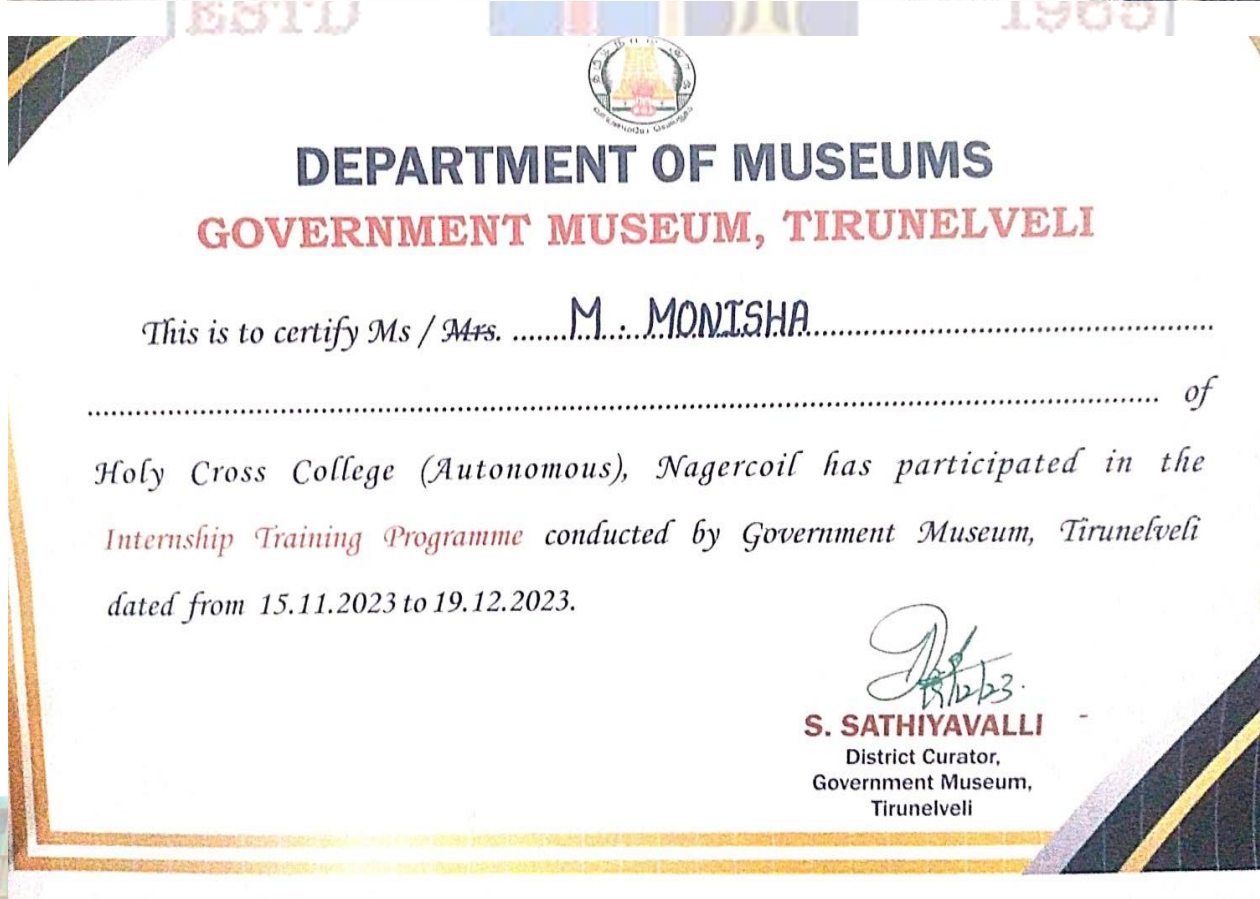 ESTD 1965
தமிழ்நாடு அரசு
வாய்மையே வெல்லும்
DEPARTMENT OF MUSEUMS
GOVERNMENT MUSEUM, TIRUNELVELI
This is to certify Ms / Mrs. ......M. MONISHA......
...... of
Holy Cross College (Autonomous), Nagercoil has participated in the
Internship Training Programme conducted by Government Museum, Tirunelveli
dated from 15.11.2023 to 19.12.2023.
19/12/23.
S. SATHIYAVALLI
District Curator,
Government Museum,
Tirunelveli